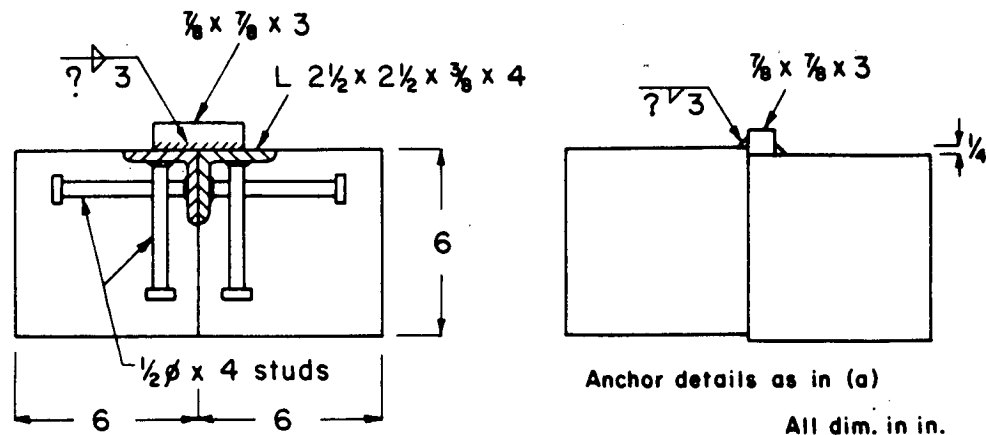 ⅞ x ⅞ x 3
? 3
L 2½ x 2½ x ⅜ x 4
6
½ø x 4 studs
6 6
⅞ x ⅞ x 3
? 3
¼
Anchor details as in (a)
All dim. in in.